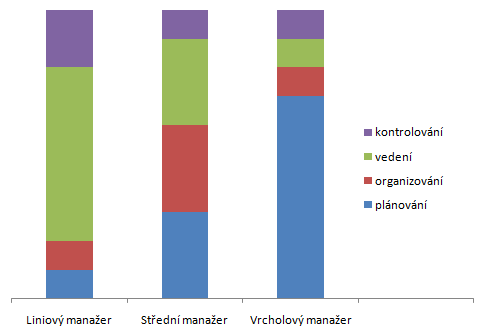 kontrolování
vedení
organizování
plánování
Liniový manažer
Střední manažer
Vrcholový manažer